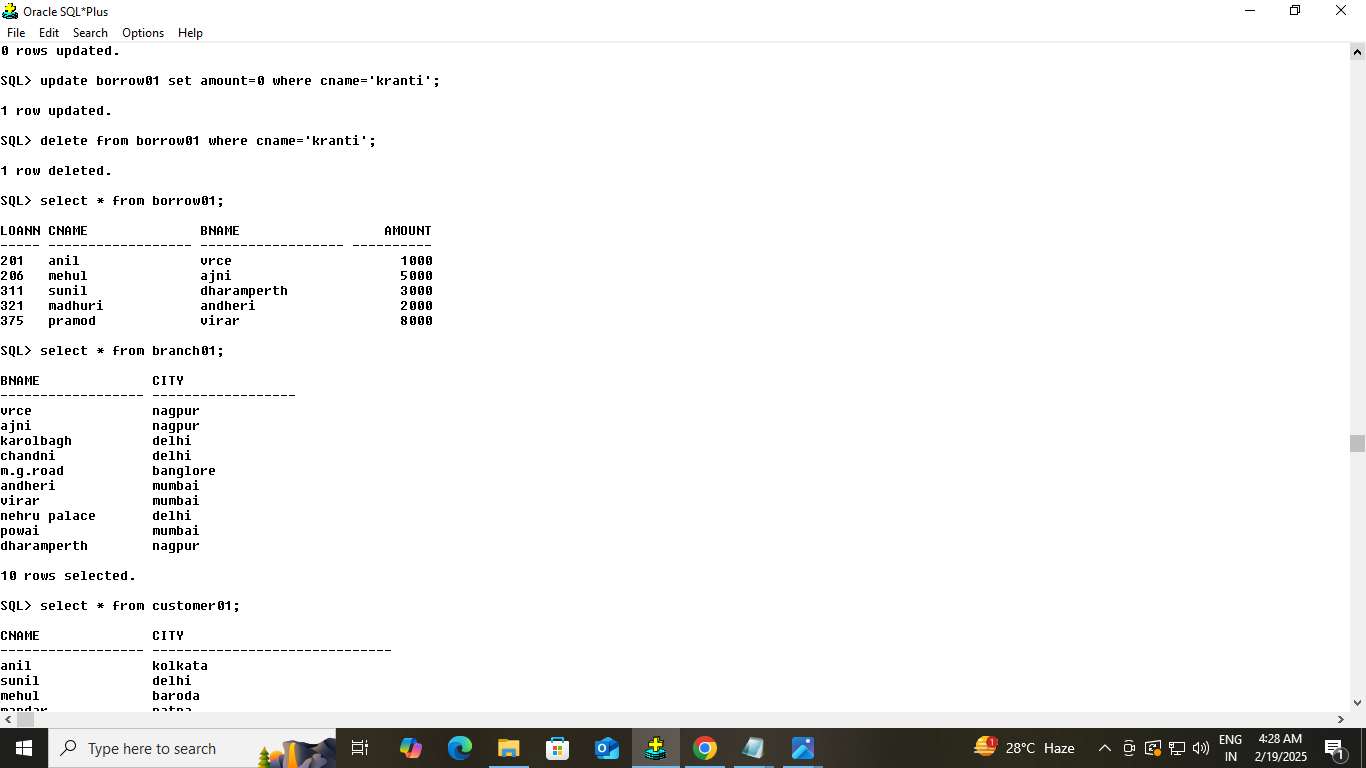 Oracle SQL*Plus
File Edit Search Options Help
0 rows updated.
SQL> update borrow01 set amount=0 where cname='kranti';
1 row updated.
SQL> delete from borrow01 where cname='kranti';
1 row deleted.
SQL> select * from borrow01;
LOANN CNAME              BNAME                  AMOUNT
----- ------------------ ------------------ ----------
201   anil               vrce                     1000
206   mehul              ajni                     5000
311   sunil              dharamperth              3000
321   madhuri            andheri                  2000
375   pramod             virar                    8000
SQL> select * from branch01;
BNAME              CITY
------------------ ------------------
vrce               nagpur
ajni               nagpur
karolbagh          delhi
chandni            delhi
m.g.road           banglore
andheri            mumbai
virar              mumbai
nehru palace       delhi
powai              mumbai
dharamperth        nagpur
10 rows selected.
SQL> select * from customer01;
CNAME              CITY
------------------ ------------------------------
anil               kolkata
sunil              delhi
mehul              baroda
mandar             patna
Type here to search
1
28°C Haze
ENG
IN
4:28 AM
2/19/2025
1